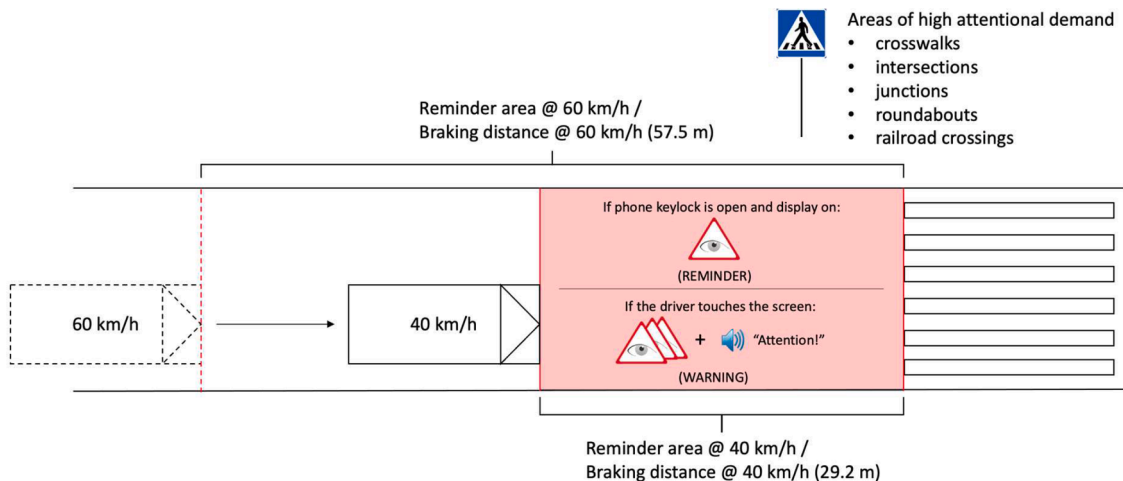 Areas of high attentional demand
• crosswalks
• intersections
• junctions
• roundabouts
• railroad crossings
Reminder area @ 60 km/h /
Braking distance @ 60 km/h (57.5 m)
If phone keylock is open and display on:
(REMINDER)
60 km/h
40 km/h
If the driver touches the screen:
+ "Attention!"
(WARNING)
Reminder area @ 40 km/h /
Braking distance @ 40 km/h (29.2 m)